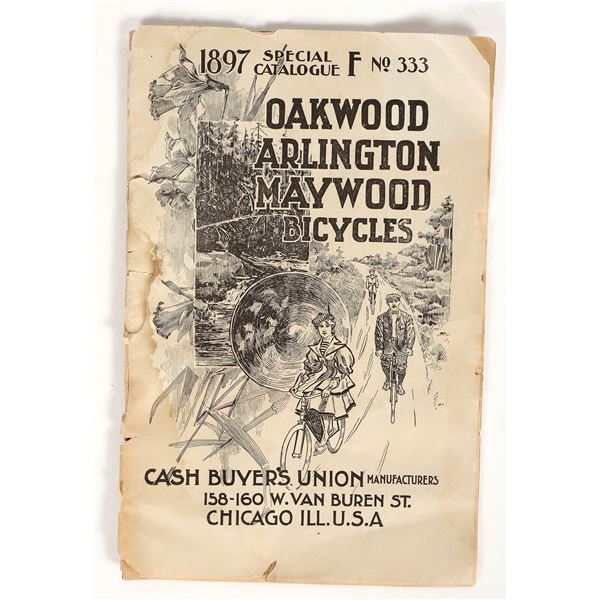 1897 SPECIAL CATALOGUE F No 333
OAKWOOD
ARLINGTON
MAYWOOD
BICYCLES
CASH BUYER'S UNION MANUFACTURERS
158-160 W. VAN BUREN ST.
CHICAGO ILL. U.S.A